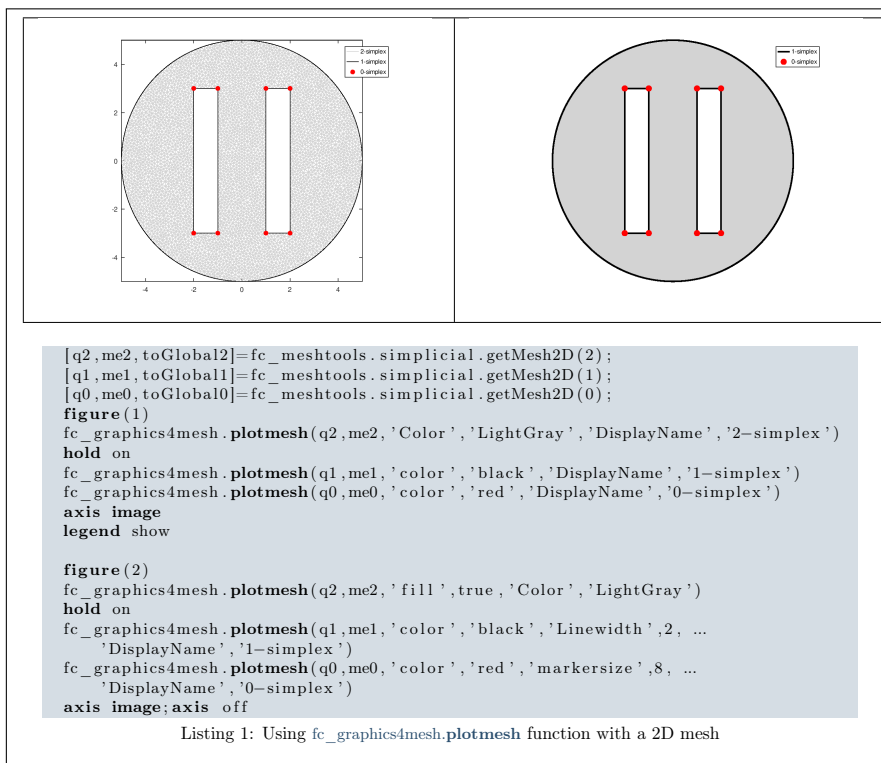 4
2
0
-2
-4
-4
-2
0
2
4
2-simplex
1-simplex
0-simplex
1-simplex
0-simplex
[q2,me2,toGlobal2]=fc_meshtools.simplicial.getMesh2D(2);
[q1,me1,toGlobal1]=fc_meshtools.simplicial.getMesh2D(1);
[q0,me0,toGlobal0]=fc_meshtools.simplicial.getMesh2D(0);
figure(1)
fc_graphics4mesh.plotmesh(q2,me2,'Color','LightGray','DisplayName','2−simplex')
hold on
fc_graphics4mesh.plotmesh(q1,me1,'color','black','DisplayName','1−simplex')
fc_graphics4mesh.plotmesh(q0,me0,'color','red','DisplayName','0−simplex')
axis image
legend show
figure(2)
fc_graphics4mesh.plotmesh(q2,me2,'fill',true,'Color','LightGray')
hold on
fc_graphics4mesh.plotmesh(q1,me1,'color','black','Linewidth',2, ...
'DisplayName','1−simplex')
fc_graphics4mesh.plotmesh(q0,me0,'color','red','markersize',8, ...
'DisplayName','0−simplex')
axis image;axis off
Listing 1: Using fc_graphics4mesh.plotmesh function with a 2D mesh